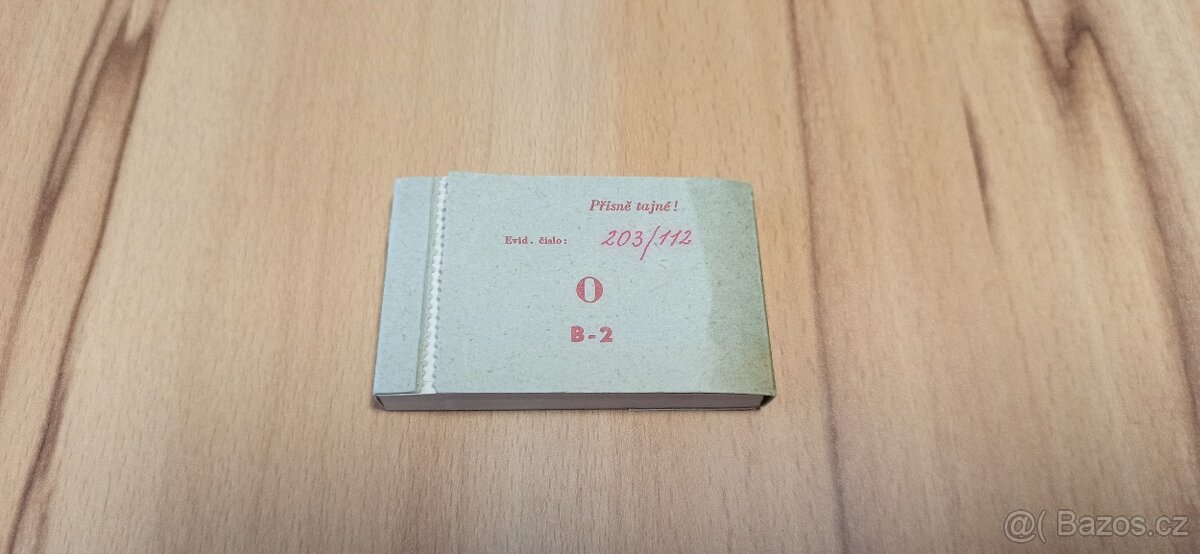 Přísně tajné!
Evid. číslo: 203/112
O
B-2
@( Bazos.cz